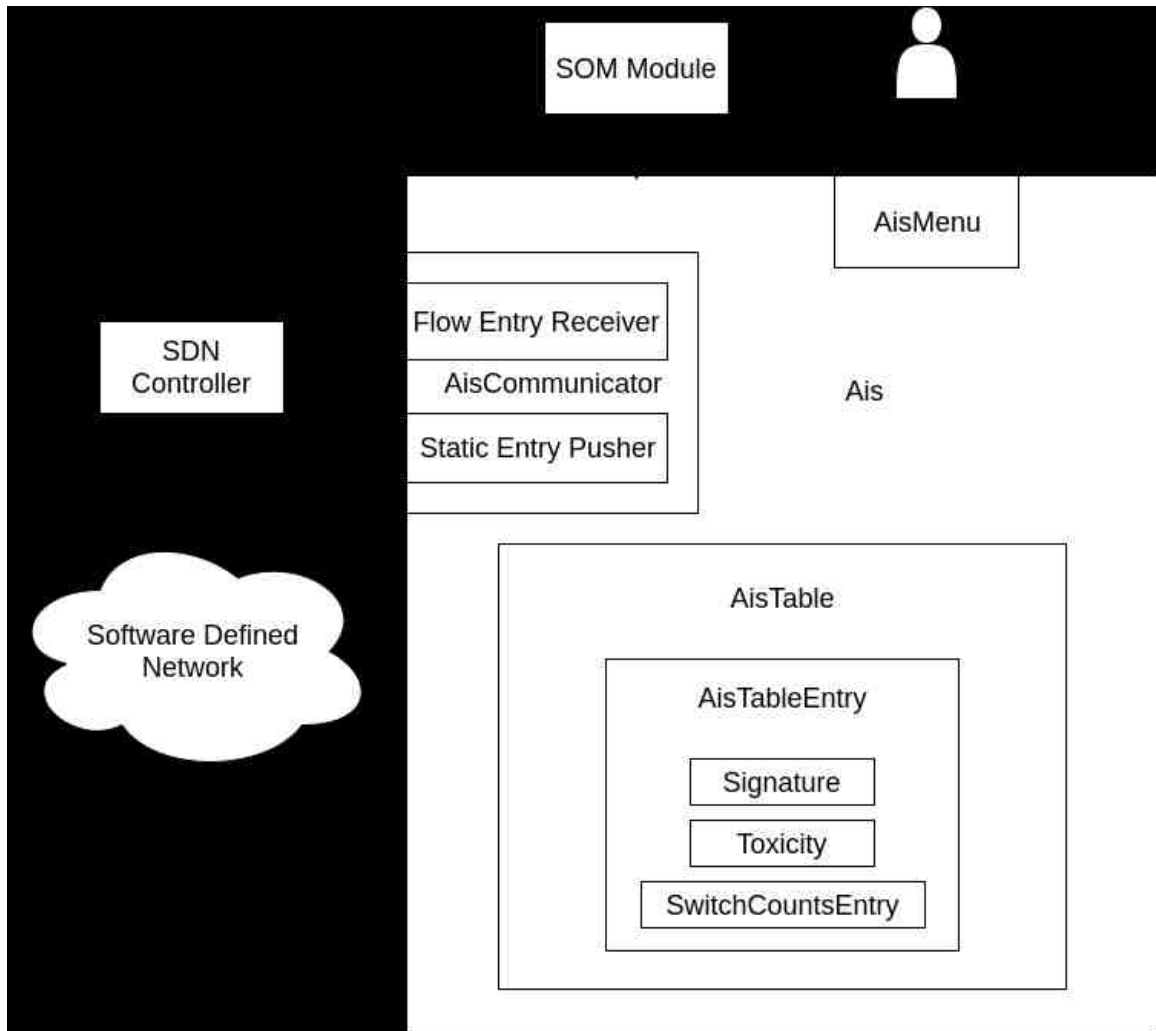 SOM Module
AisMenu
Flow Entry Receiver
AisCommunicator
Static Entry Pusher
SDN
Controller
Ais
Software Defined
Network
AisTable
AisTableEntry
Signature
Toxicity
SwitchCountsEntry